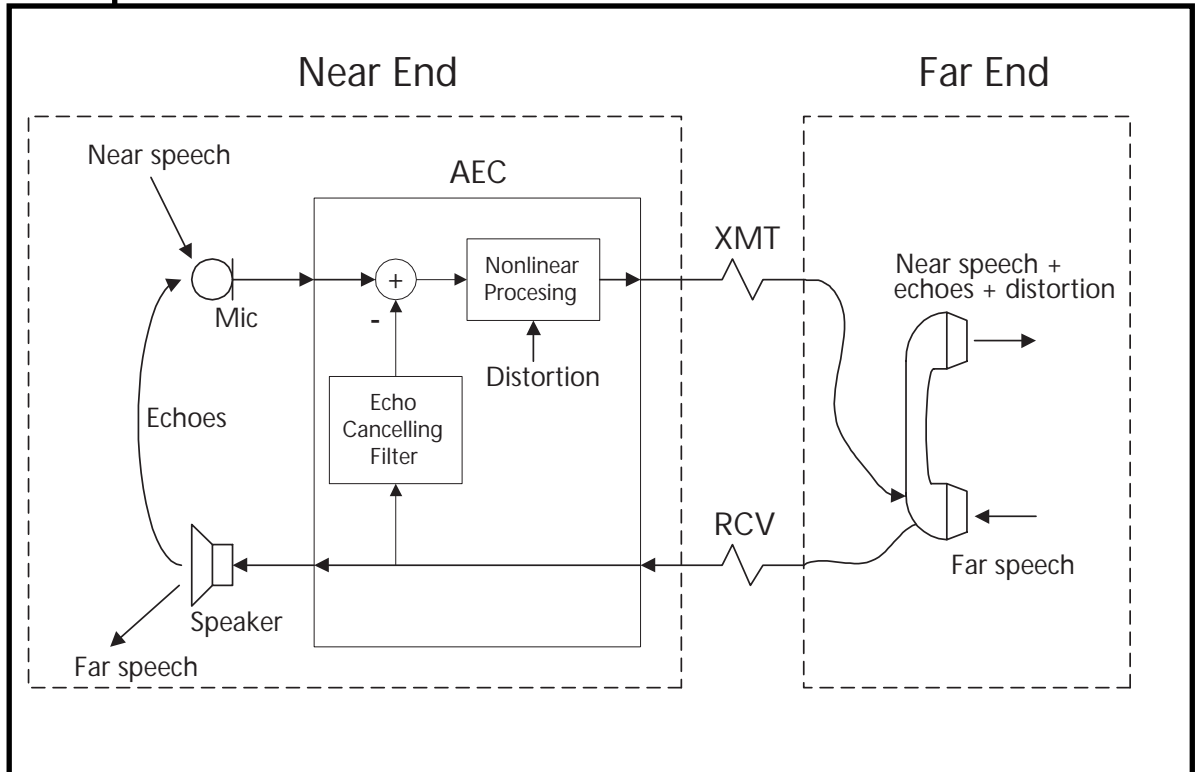 Near End
Far End
Near speech
AEC
XMT
Mic
+
-
Nonlinear
Procesing
Distortion
Near speech +
echoes + distortion
Echoes
Echo
Cancelling
Filter
RCV
Speaker
Far speech
Far speech